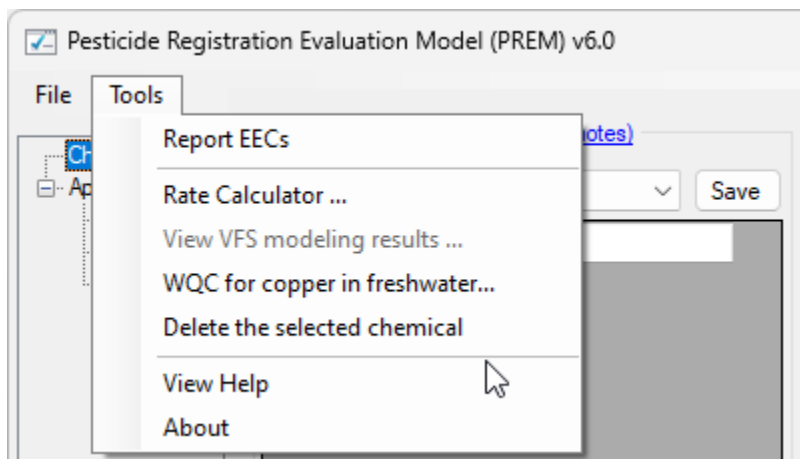 Pesticide Registration Evaluation Model (PREM) v6.0
File Tools
Report EECs
Rate Calculator ...
Save
View VFS modeling results ...
WQC for copper in freshwater...
Delete the selected chemical
View Help
About